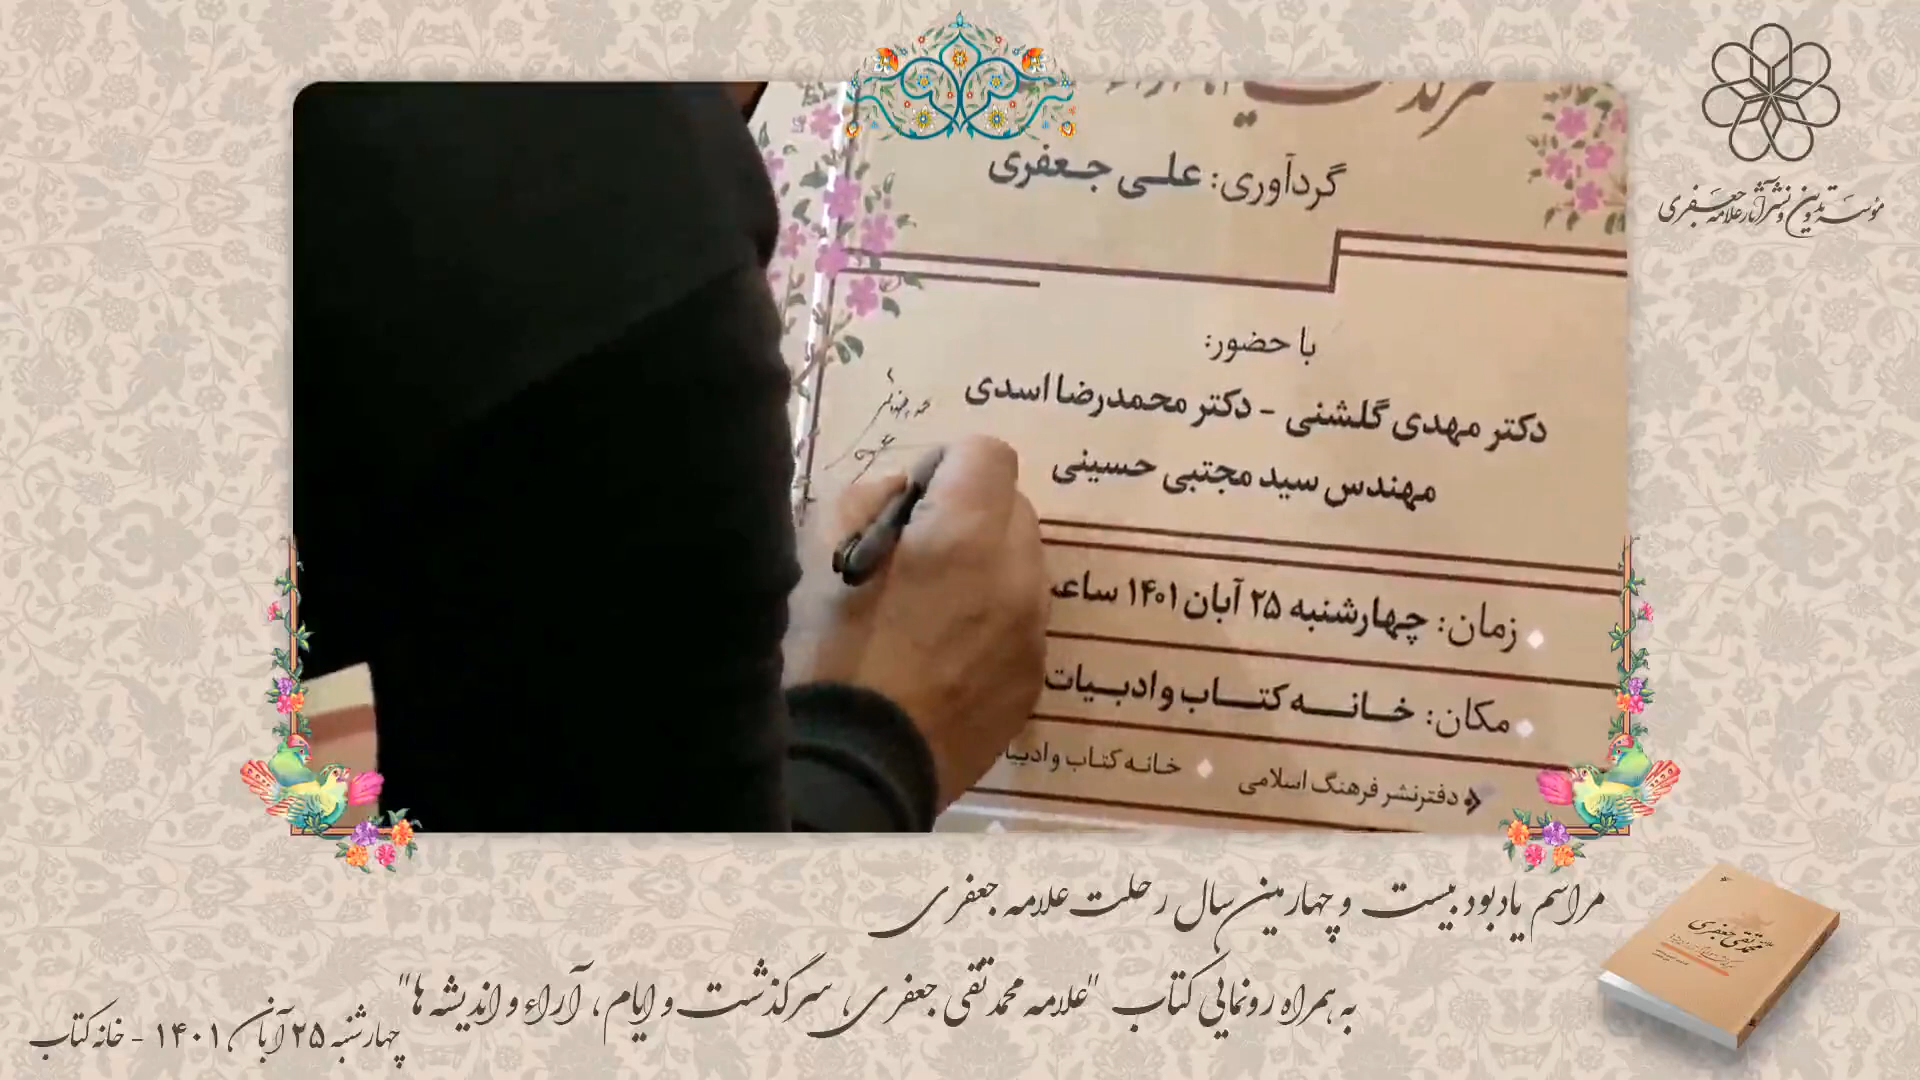 موسسه تدوین و نشر آثار علامه جعفری
گردآوری: علی جعفری
با حضور:
دکتر مهدی گلشنی - دکتر محمدرضا اسدی
مهندس سید مجتبی حسینی
زمان: چهارشنبه ۲۵ آبان ۱۴۰۱
مکان: خانه کتاب و ادبیات
دفتر نشر فرهنگ اسلامی
خانه کتاب و ادبیات
مراسم یادبود بیست و چهارمین سال رحلت علامه جعفری
به همراه رونمایی کتاب "علامه محمدتقی جعفری، سرگذشت و ایام، آراء و اندیشه ها"
چهارشنبه ۲۵ آبان ۱۴۰۱ - خانه کتاب
محمدتقی جعفری